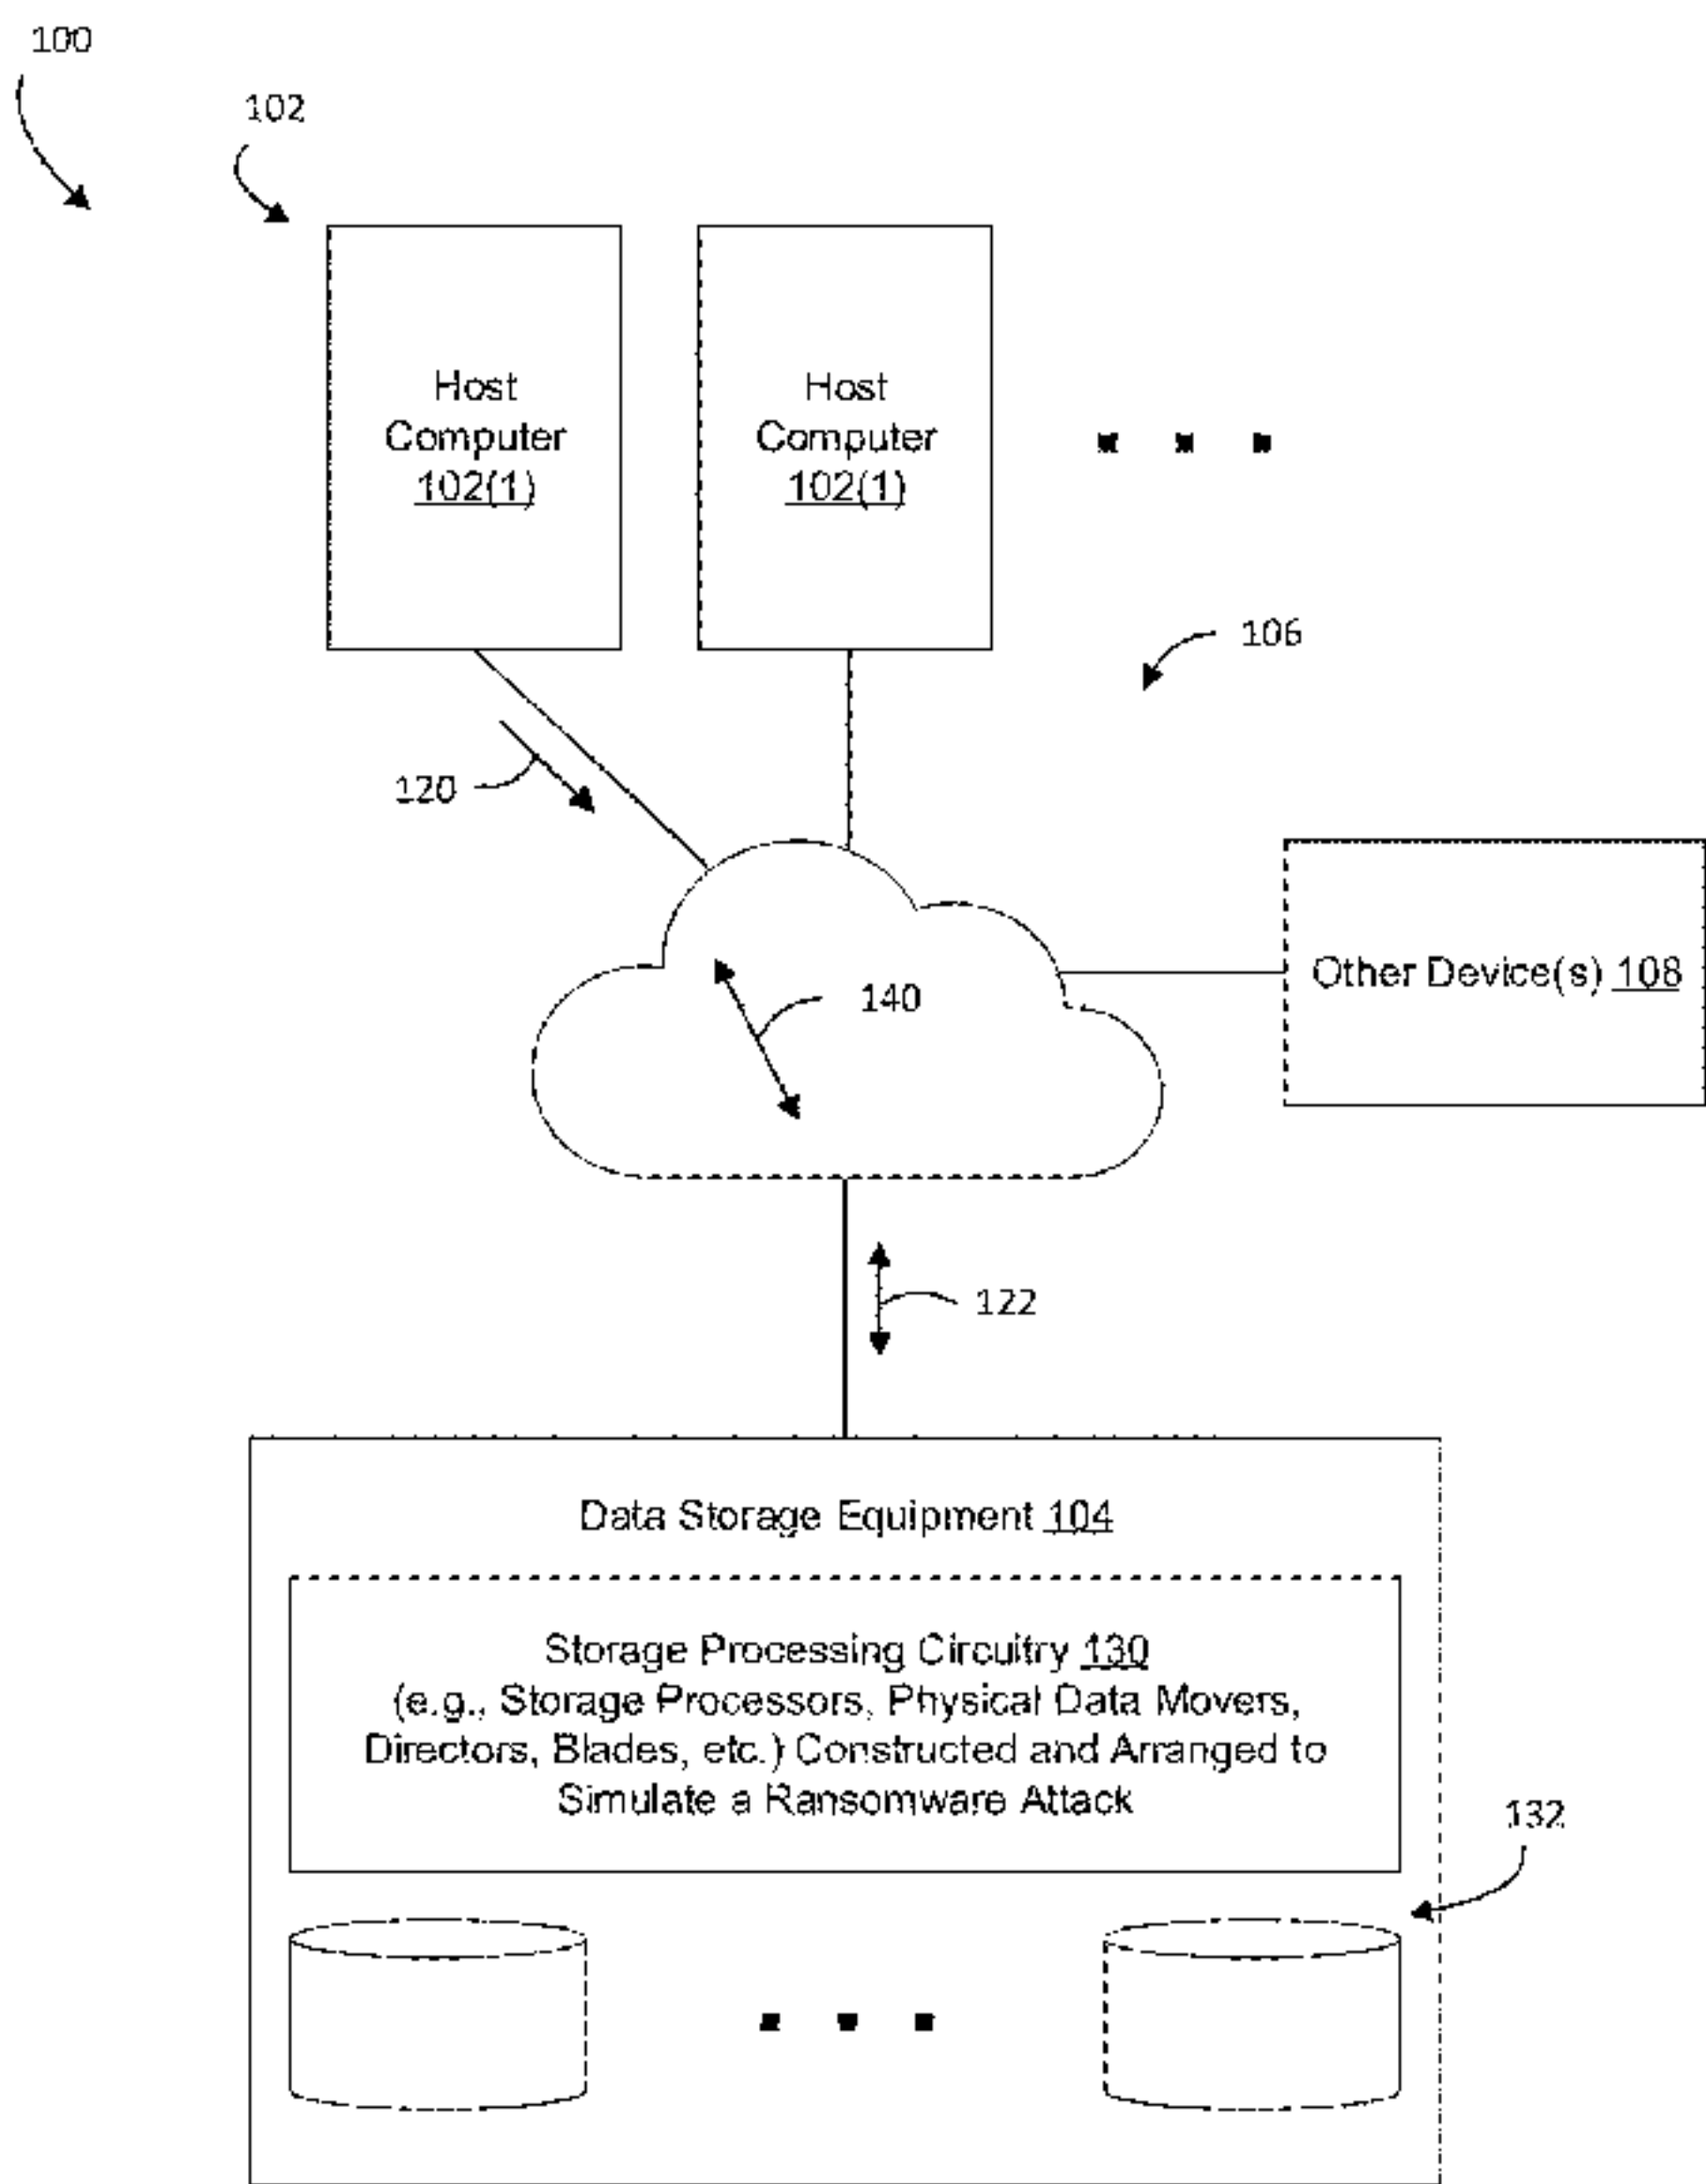 100
102
Host
Computer
102(1)
Host
Computer
102(1)
106
120
Other Device(s) 108
140
122
Data Storage Equipment 104
Storage Processing Circuitry 130
(e.g., Storage Processors, Physical Data Movers,
Directors, Blades, etc.) Constructed and Arranged to
Simulate a Ransomware Attack
132